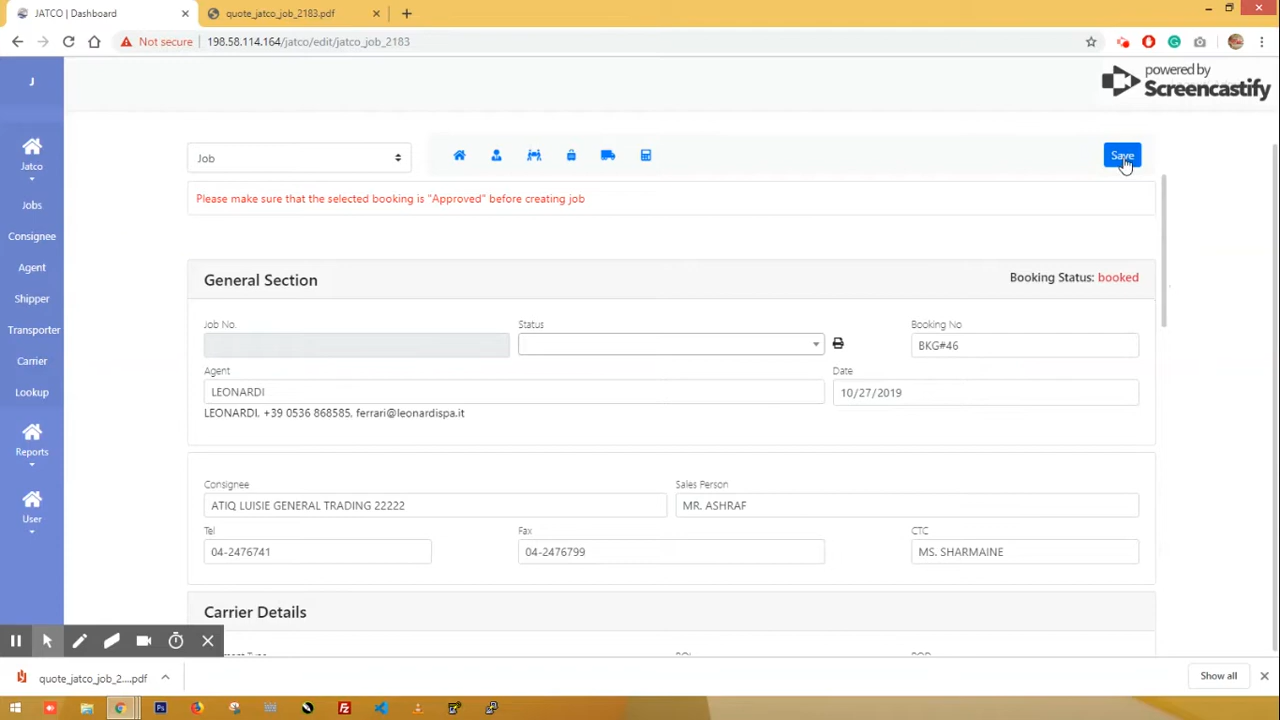 JATCO | Dashboard
quote_jatco_job_2183.pdf
Not secure
198.58.114.164/jatco/edit/jatco_job_2183
powered by
Screencastify
J
Job
Save
Jatco
Please make sure that the selected booking is "Approved" before creating job
Jobs
Consignee
Agent
Shipper
Transporter
Carrier
Lookup
Reports
User
General Section
Booking Status: booked
Job No.
Status
Booking No
BKG#46
Agent
Date
LEONARDI
10/27/2019
LEONARDI, +39 0536 868585, ferrari@leonardispa.it
Consignee
Sales Person
ATIQ LUISIE GENERAL TRADING 22222
MR. ASHRAF
Tel
Fax
CTC
04-2476741
04-2476799
MS. SHARMAINE
Carrier Details
POL
POD
quote_jatco_job_2....pdf
Show all